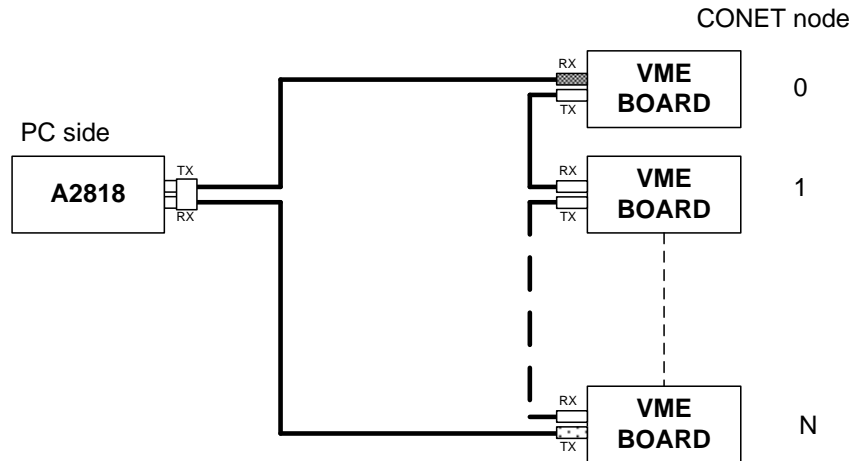 CONET node
RX
VME
BOARD
TX
0
PC side
A2818
TX
RX
RX
VME
BOARD
TX
1
RX
VME
BOARD
TX
N